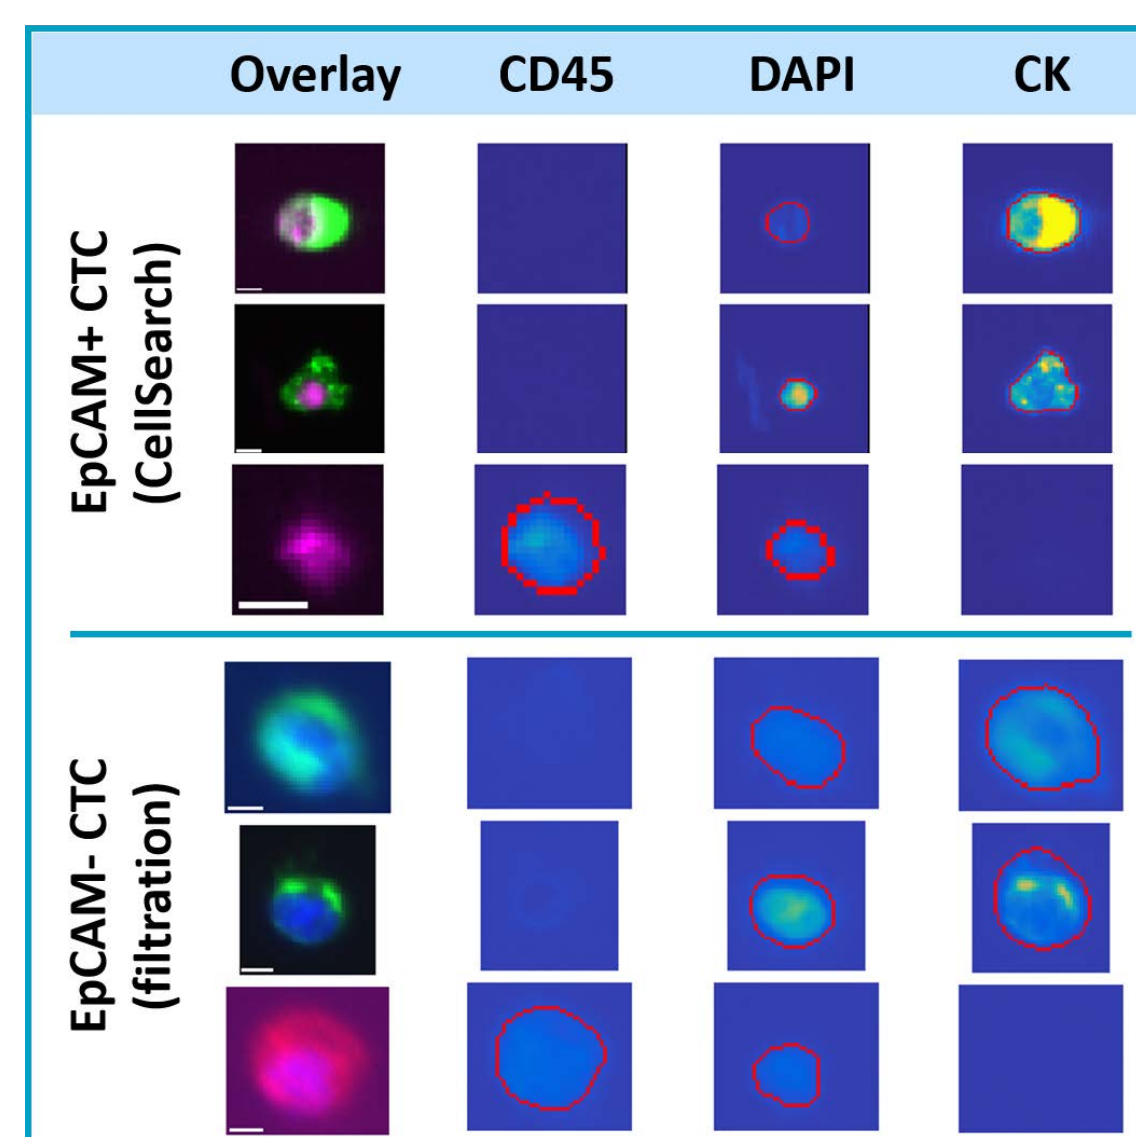 Overlay CD45 DAPI CK
EpCAM+ CTC
(CellSearch)
EpCAM- CTC
(filtration)